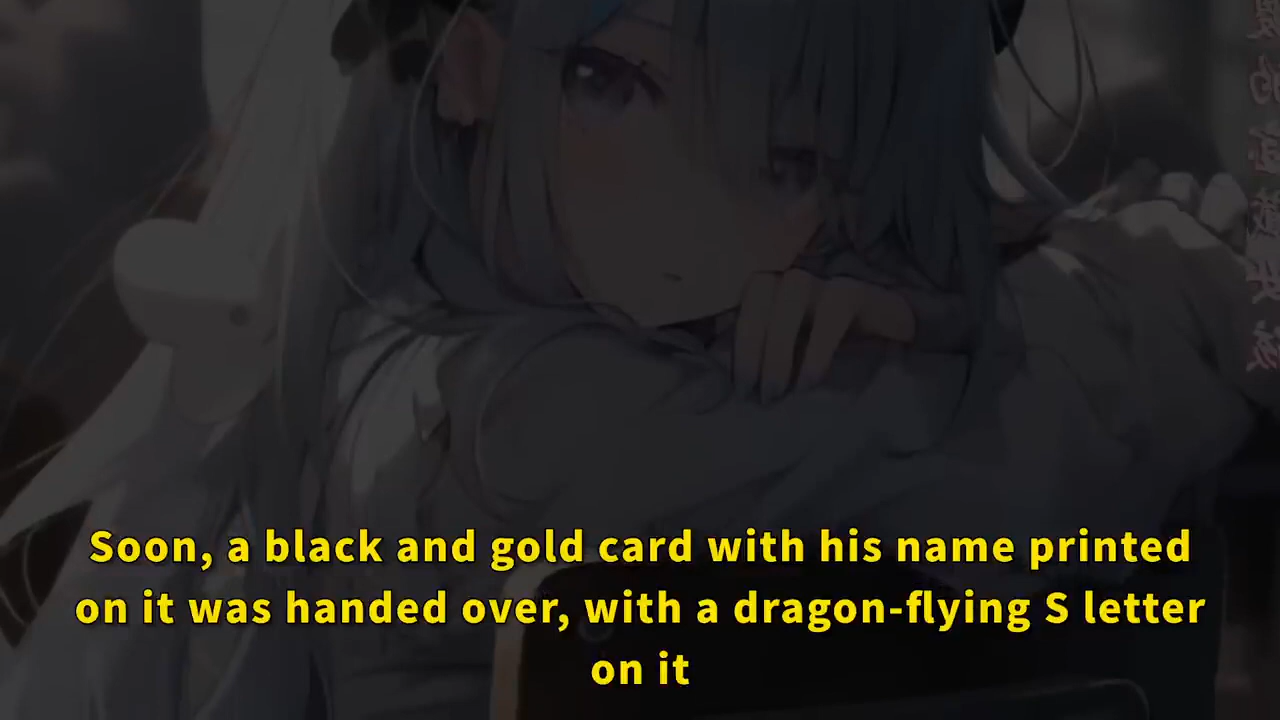 Soon, a black and gold card with his name printed
on it was handed over, with a dragon-flying S letter
on it